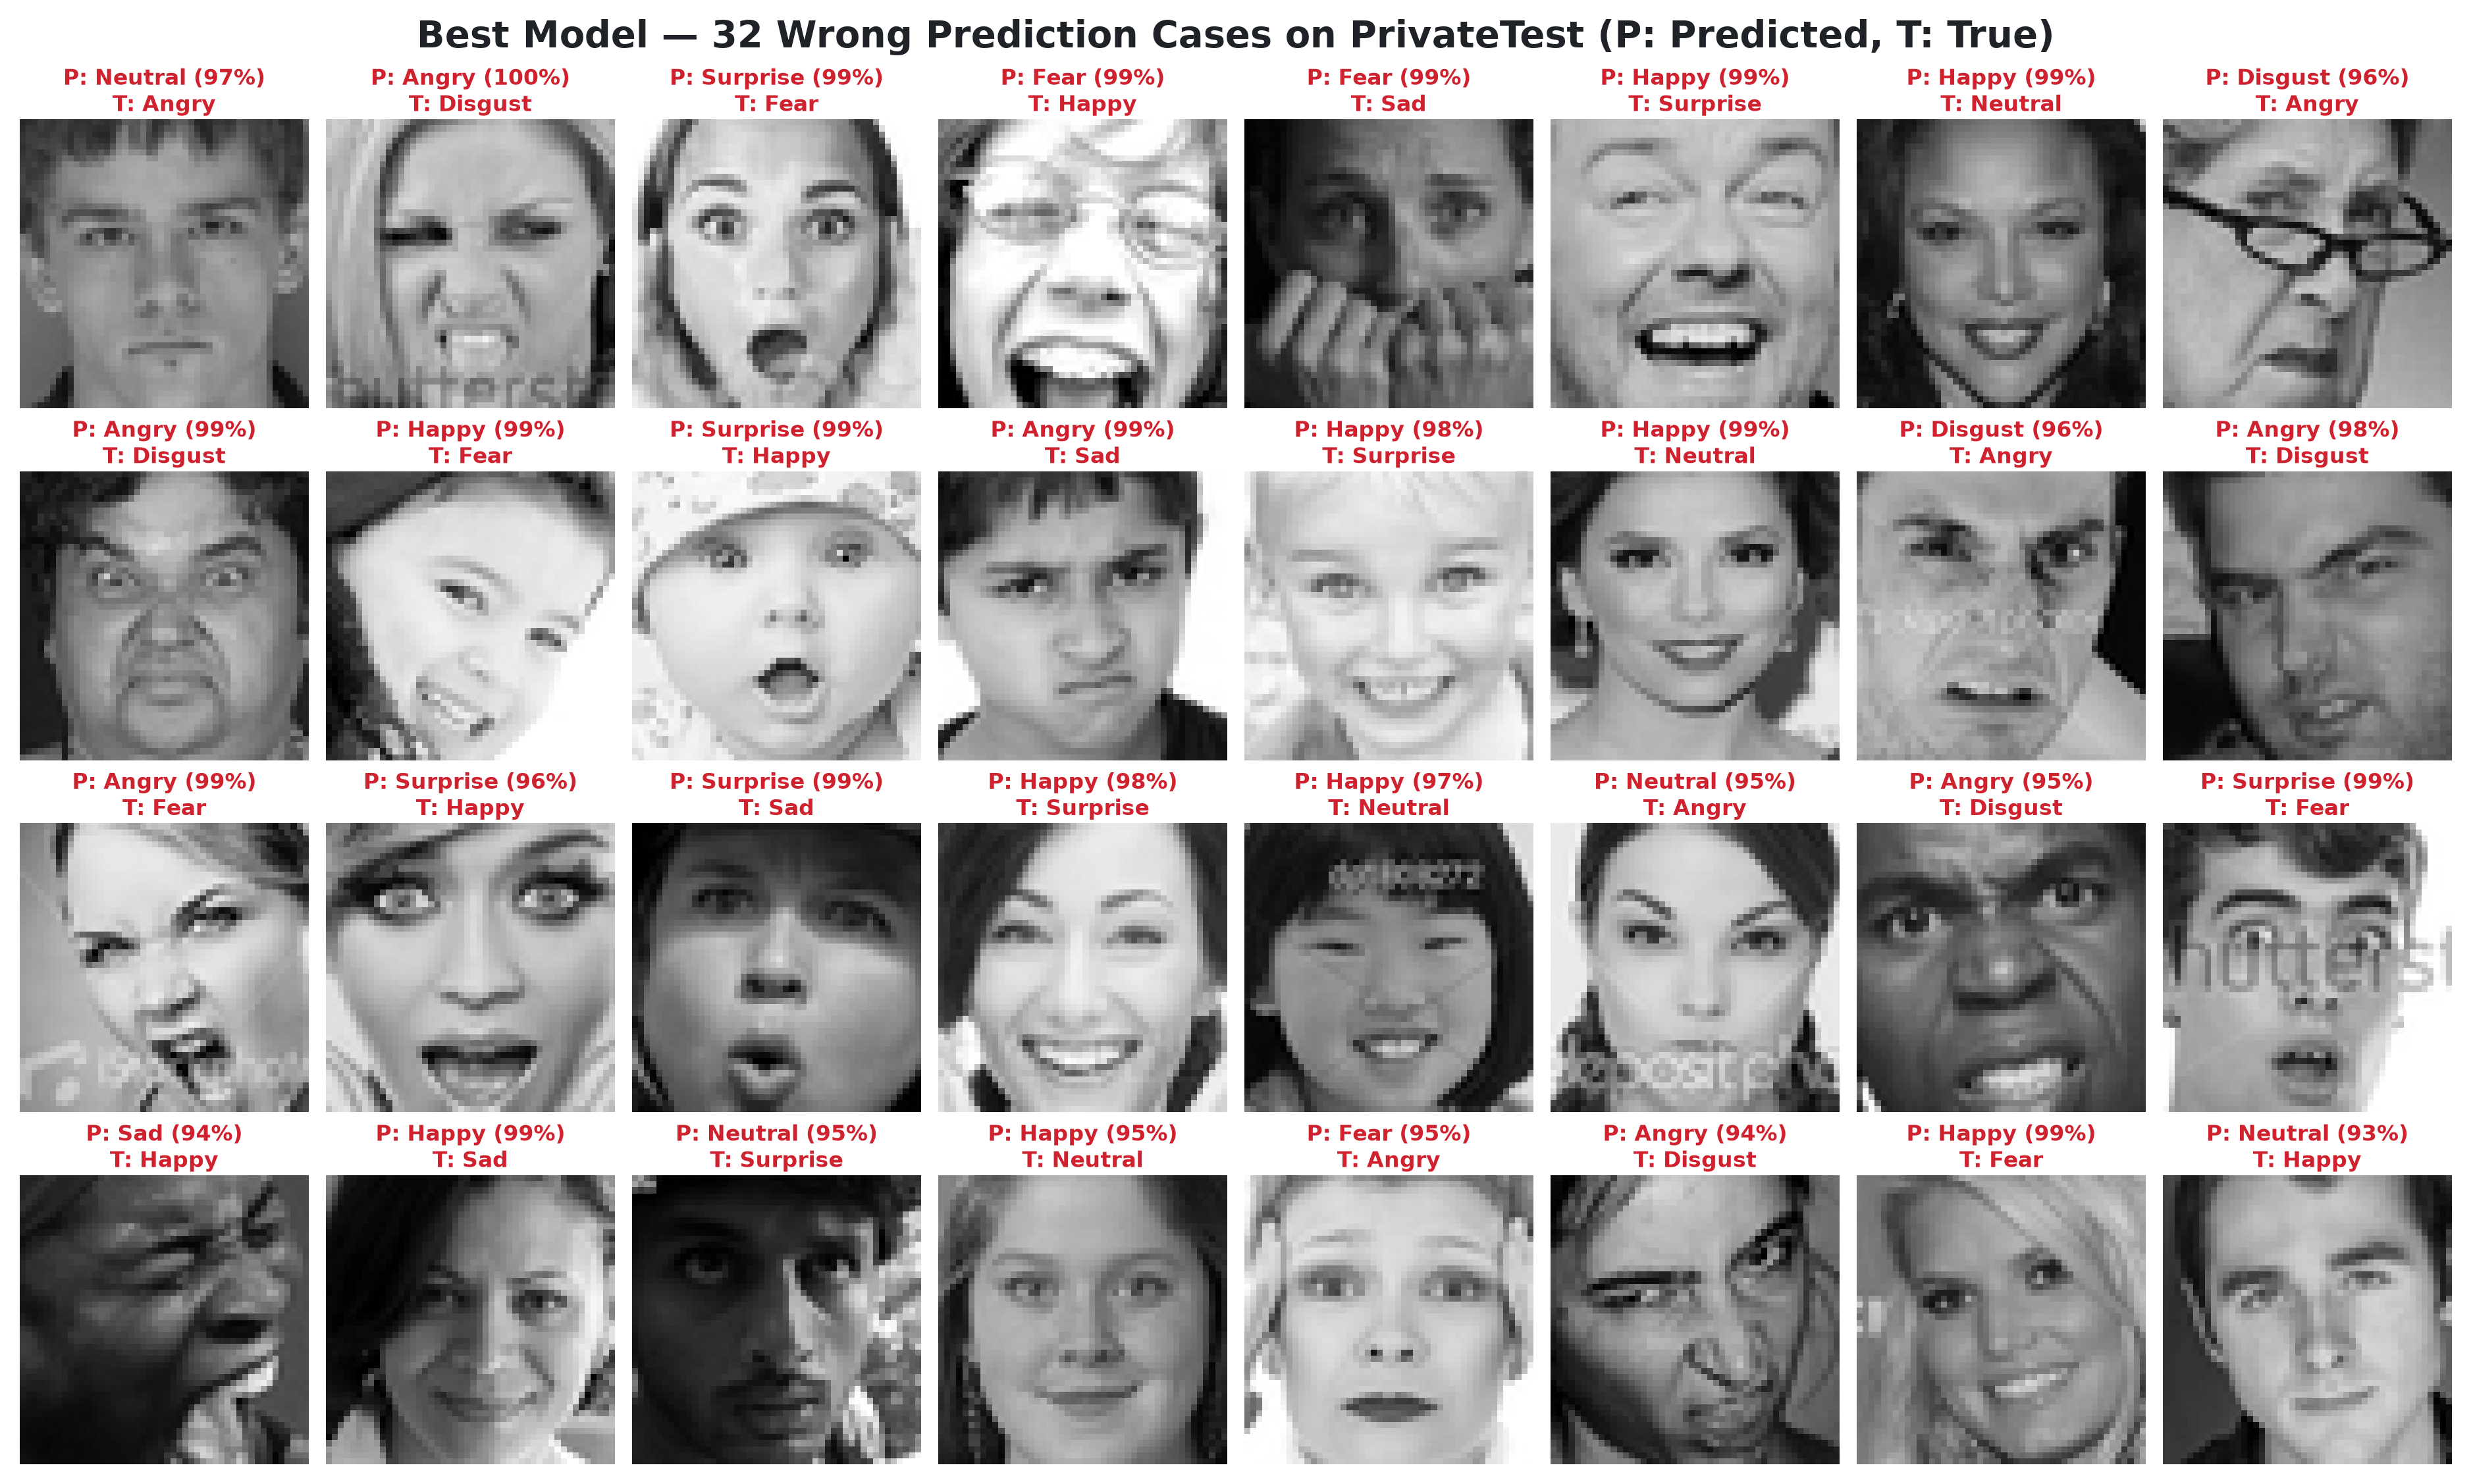 Best Model — 32 Wrong Prediction Cases on PrivateTest (P: Predicted, T: True)
P: Neutral (97%) P: Angry (100%) P: Surprise (99%) P: Fear (99%) P: Fear (99%) P: Happy (99%) P: Happy (99%) P: Disgust (96%)
T: Angry T: Disgust T: Fear T: Happy T: Sad T: Surprise T: Neutral T: Angry
P: Angry (99%) P: Happy (99%) P: Surprise (99%) P: Angry (99%) P: Happy (98%) P: Happy (99%) P: Disgust (96%) P: Angry (98%)
T: Disgust T: Fear T: Happy T: Sad T: Surprise T: Neutral T: Angry T: Disgust
P: Angry (99%) P: Surprise (96%) P: Surprise (99%) P: Happy (98%) P: Happy (97%) P: Neutral (95%) P: Angry (95%) P: Surprise (99%)
T: Fear T: Happy T: Sad T: Surprise T: Neutral T: Angry T: Disgust T: Fear
hutterst
P: Sad (94%) P: Happy (99%) P: Neutral (95%) P: Happy (95%) P: Fear (95%) P: Angry (94%) P: Happy (99%) P: Neutral (93%)
T: Happy T: Sad T: Surprise T: Neutral T: Angry T: Disgust T: Fear T: Happy